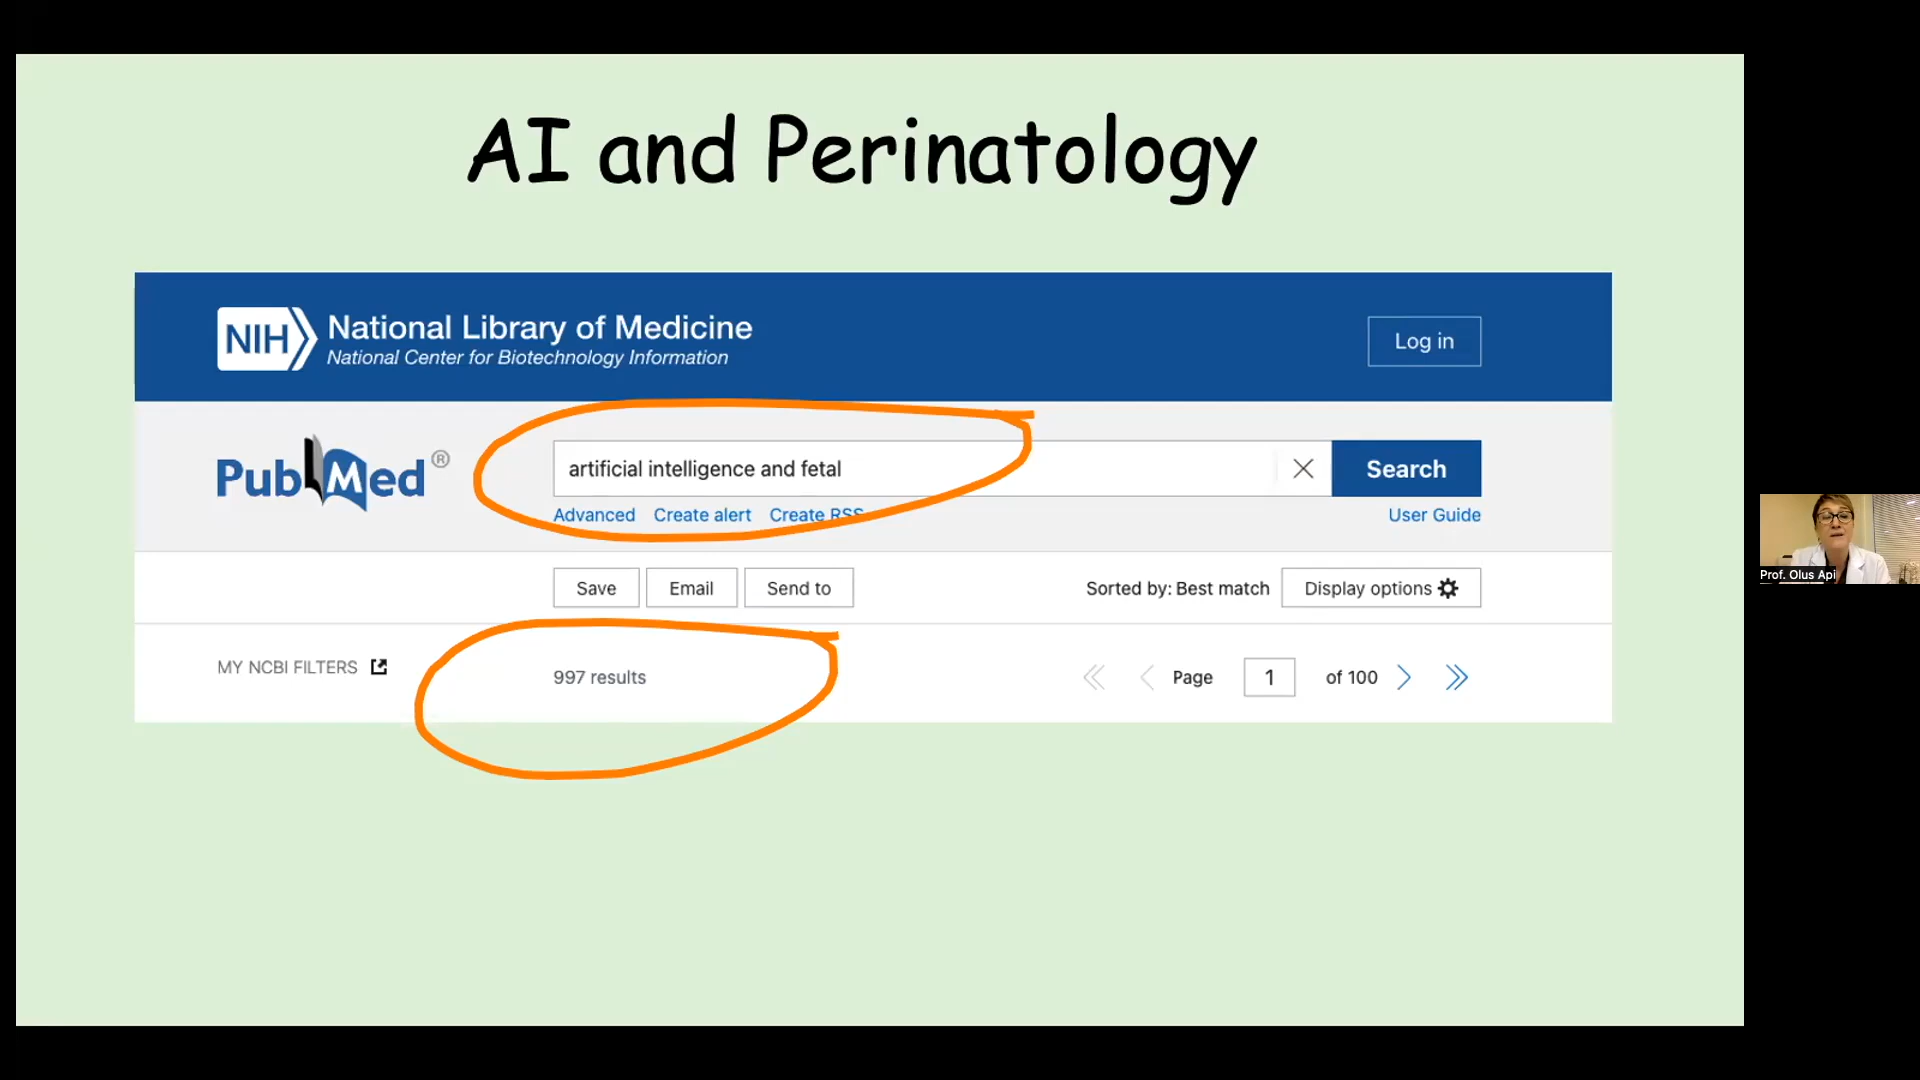 AI and Perinatology
NIH National Library of Medicine
National Center for Biotechnology Information
Log in
PubMed®
artificial intelligence and fetal
Search
Advanced Create alert Create RSS
User Guide
Save Email Send to
Sorted by: Best match Display options
MY NCBI FILTERS
997 results
Page 1 of 100
Prof. Olus Api